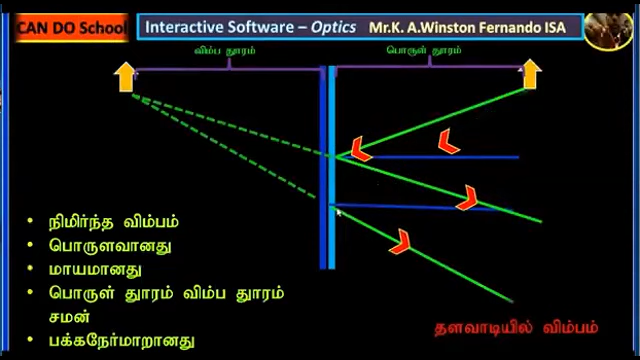 CAN DO School
Interactive Software – Optics Mr.K. A.Winston Fernando ISA
விம்ப தூரம்
பொருள் தூரம்
• நிமிர்ந்த விம்பம்
• பொருளவானது
• மாயமானது
• பொருள் தூரம் விம்ப தூரம்
சமன்
• பக்கநேர்மாறானது
தளவாடியில் விம்பம்